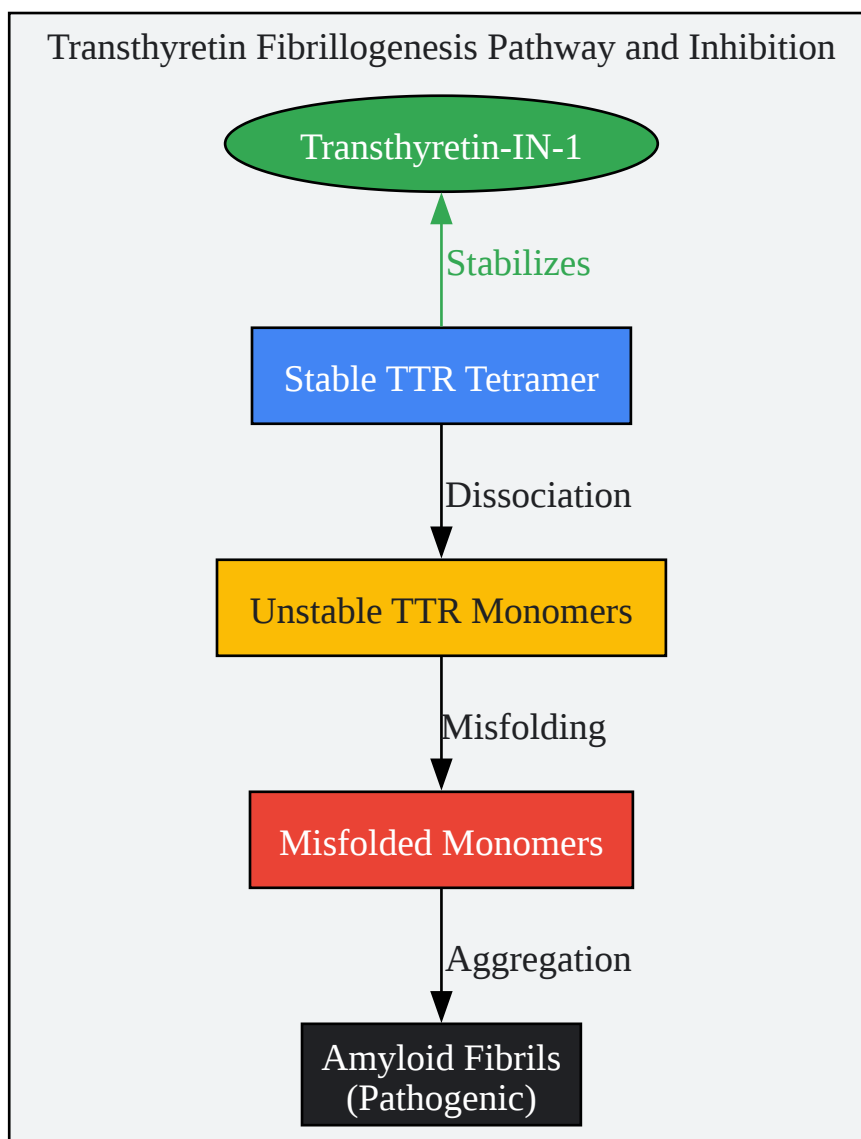 Transthyretin Fibrillogenesis Pathway and Inhibition
Transthyretin-IN-1
Stabilizes
Stable TTR Tetramer
Dissociation
Unstable TTR Monomers
Misfolding
Misfolded Monomers
Aggregation
Amyloid Fibrils
(Pathogenic)